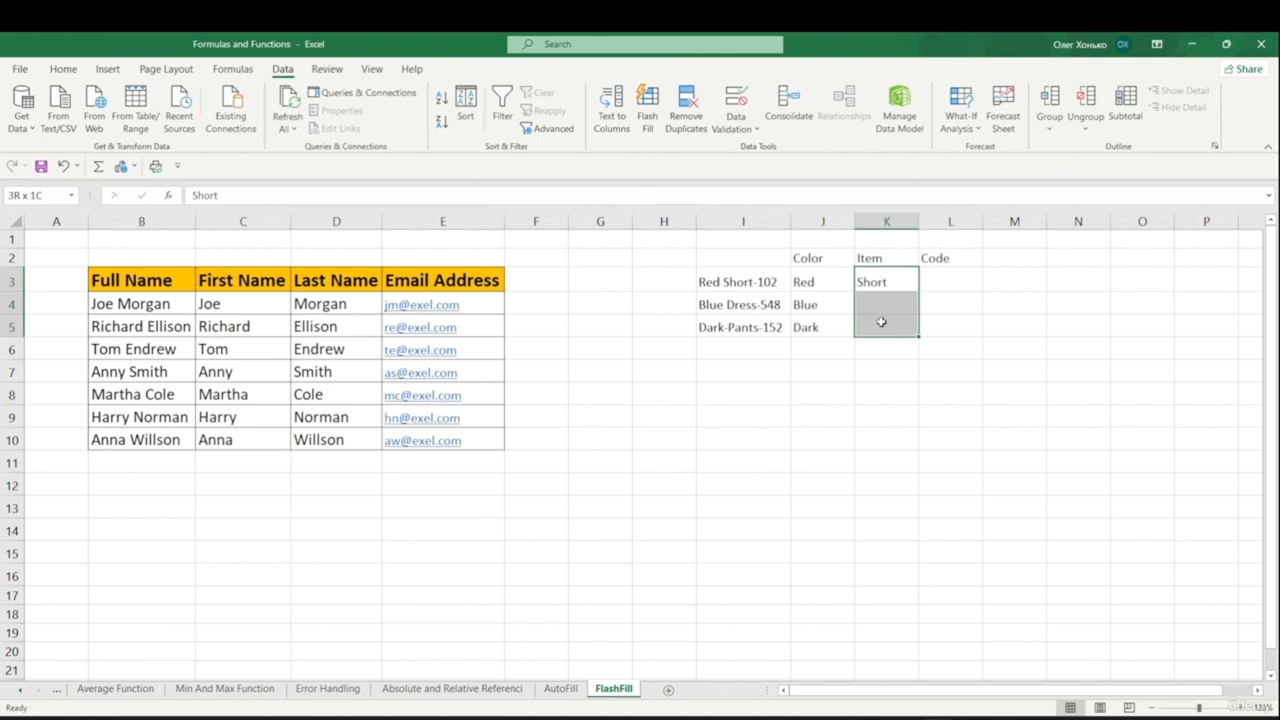 Formulas and Functions - Excel
Search
Олег Хонько
OX
File Home Insert Page Layout Formulas Data Review View Help
Share
Get Data
From Text/CSV
From Web
From Table/Range
Recent Sources
Existing Connections
Refresh All
Queries & Connections
Properties
Edit Links
Sort
Filter
Clear
Reapply
Advanced
Text to Columns
Flash Fill
Remove Duplicates
Data Validation
Consolidate
Relationships
Manage Data Model
What-If Analysis
Forecast Sheet
Group
Ungroup
Subtotal
Show Detail
Hide Detail
Get & Transform Data
Queries & Connections
Sort & Filter
Data Tools
Forecast
Outline
3R x 1C
fx
Short
A B C D E F G H I J K L M N O P
1
2 Color Item Code
3 Full Name First Name Last Name Email Address Red Short-102 Red Short
4 Joe Morgan Joe Morgan jm@exel.com Blue Dress-548 Blue
5 Richard Ellison Richard Ellison re@exel.com Dark-Pants-152 Dark
6 Tom Endrew Tom Endrew te@exel.com
7 Anny Smith Anny Smith as@exel.com
8 Martha Cole Martha Cole mc@exel.com
9 Harry Norman Harry Norman hn@exel.com
10 Anna Willson Anna Willson aw@exel.com
11
12
13
14
15
16
17
18
19
20
21
... Average Function Min And Max Function Error Handling Absolute and Relative Referenci AutoFill FlashFill
Ready